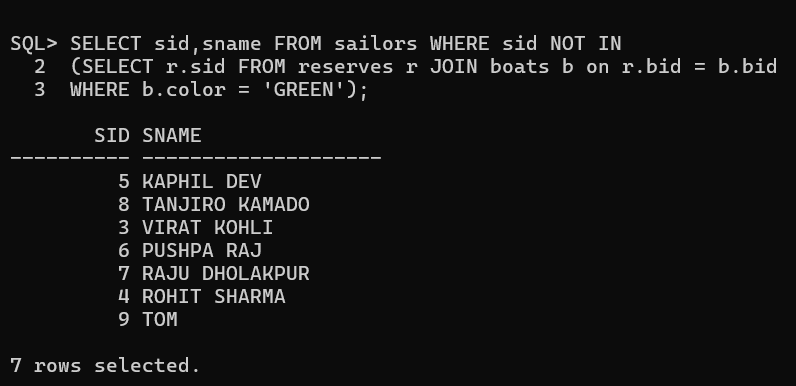 SQL> SELECT sid,sname FROM sailors WHERE sid NOT IN
2 (SELECT r.sid FROM reserves r JOIN boats b on r.bid = b.bid
3 WHERE b.color = 'GREEN');
SID SNAME
---------- --------------------
5 KAPHIL DEV
8 TANJIRO KAMADO
3 VIRAT KOHLI
6 PUSHPA RAJ
7 RAJU DHOLAKPUR
4 ROHIT SHARMA
9 TOM
7 rows selected.